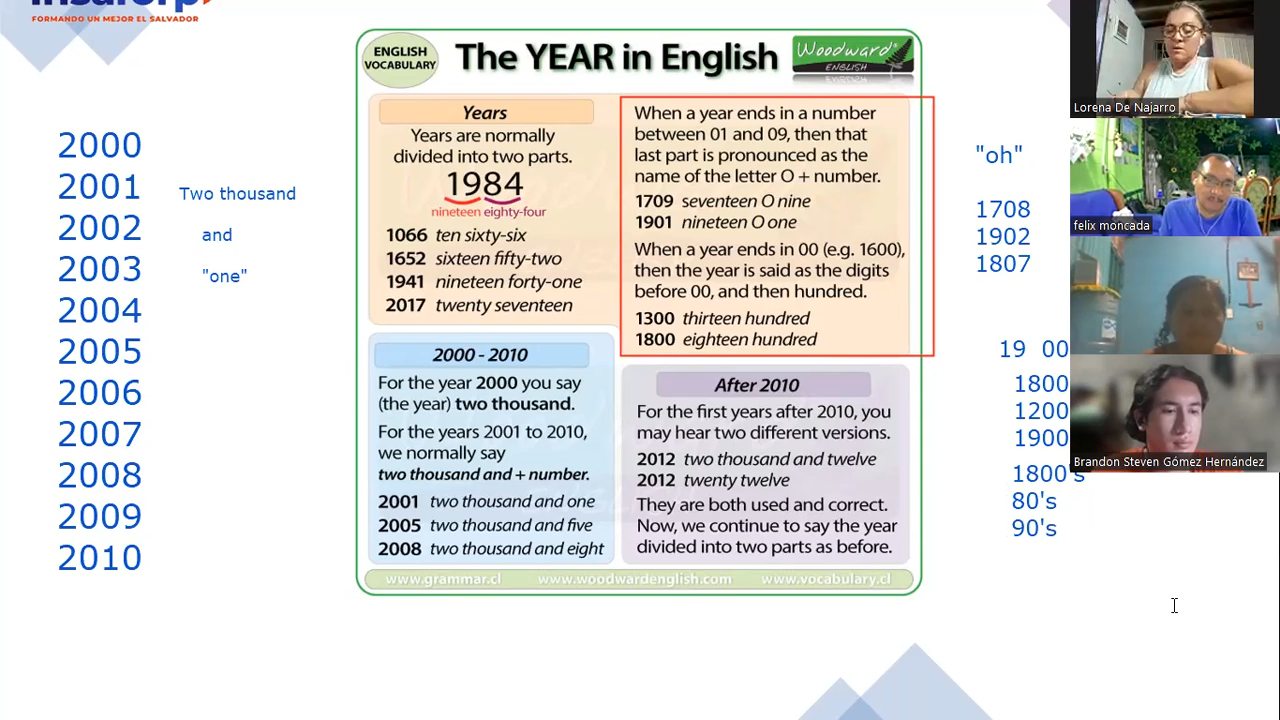 FORMANDO UN MEJOR EL SALVADOR
2000
2001
2002
2003
2004
2005
2006
2007
2008
2009
2010
Two thousand
and
"one"
ENGLISH
VOCABULARY
The YEAR in English
Woodward
ENGLISH
Years
Years are normally
divided into two parts.
1984
nineteen eighty-four
1066 ten sixty-six
1652 sixteen fifty-two
1941 nineteen forty-one
2017 twenty seventeen
When a year ends in a number
between 01 and 09, then that
last part is pronounced as the
name of the letter O + number.
1709 seventeen O nine
1901 nineteen O one
When a year ends in 00 (e.g. 1600),
then the year is said as the digits
before 00, and then hundred.
1300 thirteen hundred
1800 eighteen hundred
2000 - 2010
For the year 2000 you say
(the year) two thousand.
For the years 2001 to 2010,
we normally say
two thousand and + number.
2001 two thousand and one
2005 two thousand and five
2008 two thousand and eight
After 2010
For the first years after 2010, you
may hear two different versions.
2012 two thousand and twelve
2012 twenty twelve
They are both used and correct.
Now, we continue to say the year
divided into two parts as before.
www.grammar.cl www.woodwardenglish.com www.vocabulary.cl
"oh"
1708
1902
1807
19 00
1800
1200
1900
1800's
80's
90's
Lorena De Najarro
felix moncada
Brandon Steven Gómez Hernández